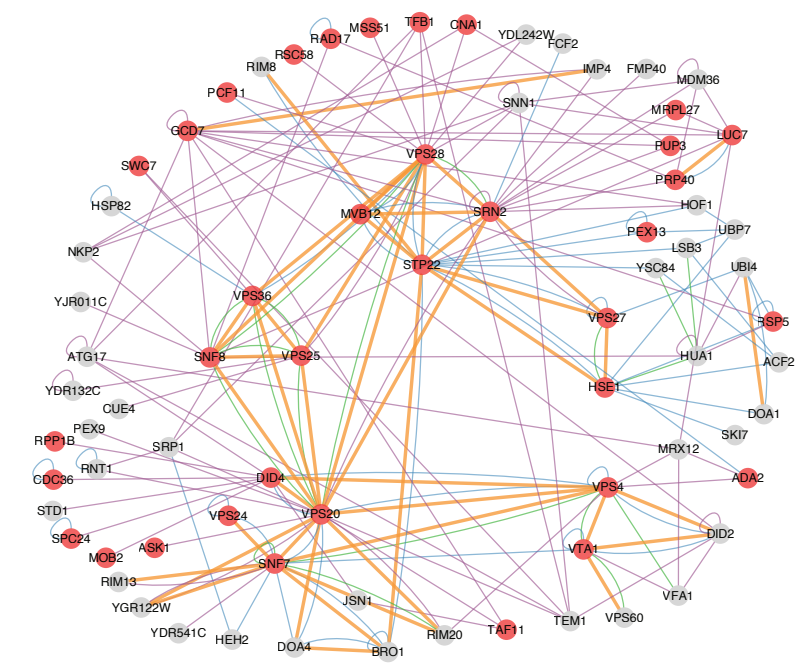 TFB1
CNA1
MSS51
YDL242W
RAD17
FCF2
RSC58
RIM8
IMP4
FMP40
MDM36
PCF11
SNN1
MRPL27
GCD7
LUC7
PUP3
VPS28
SWC7
PRP40
HSP82
MVB12
SRN2
HOF1
PEX13
UBP7
LSB3
NKP2
STP22
YSC84
UBI4
VPS36
YJR011C
VPS27
RSP5
ATG17
SNF8
VPS25
HUA1
ACF2
YDR132C
HSE1
CUE4
DOA1
PEX9
SKI7
RPP1B
SRP1
MRX12
RNT1
CDC36
DID4
VPS4
ADA2
STD1
VPS24
VPS20
SPC24
DID2
MOB2
ASK1
VTA1
SNF7
RIM13
VFA1
YGR122W
JSN1
VPS60
TEM1
YDR541C
HEH2
RIM20
TAF11
DOA4
BRO1